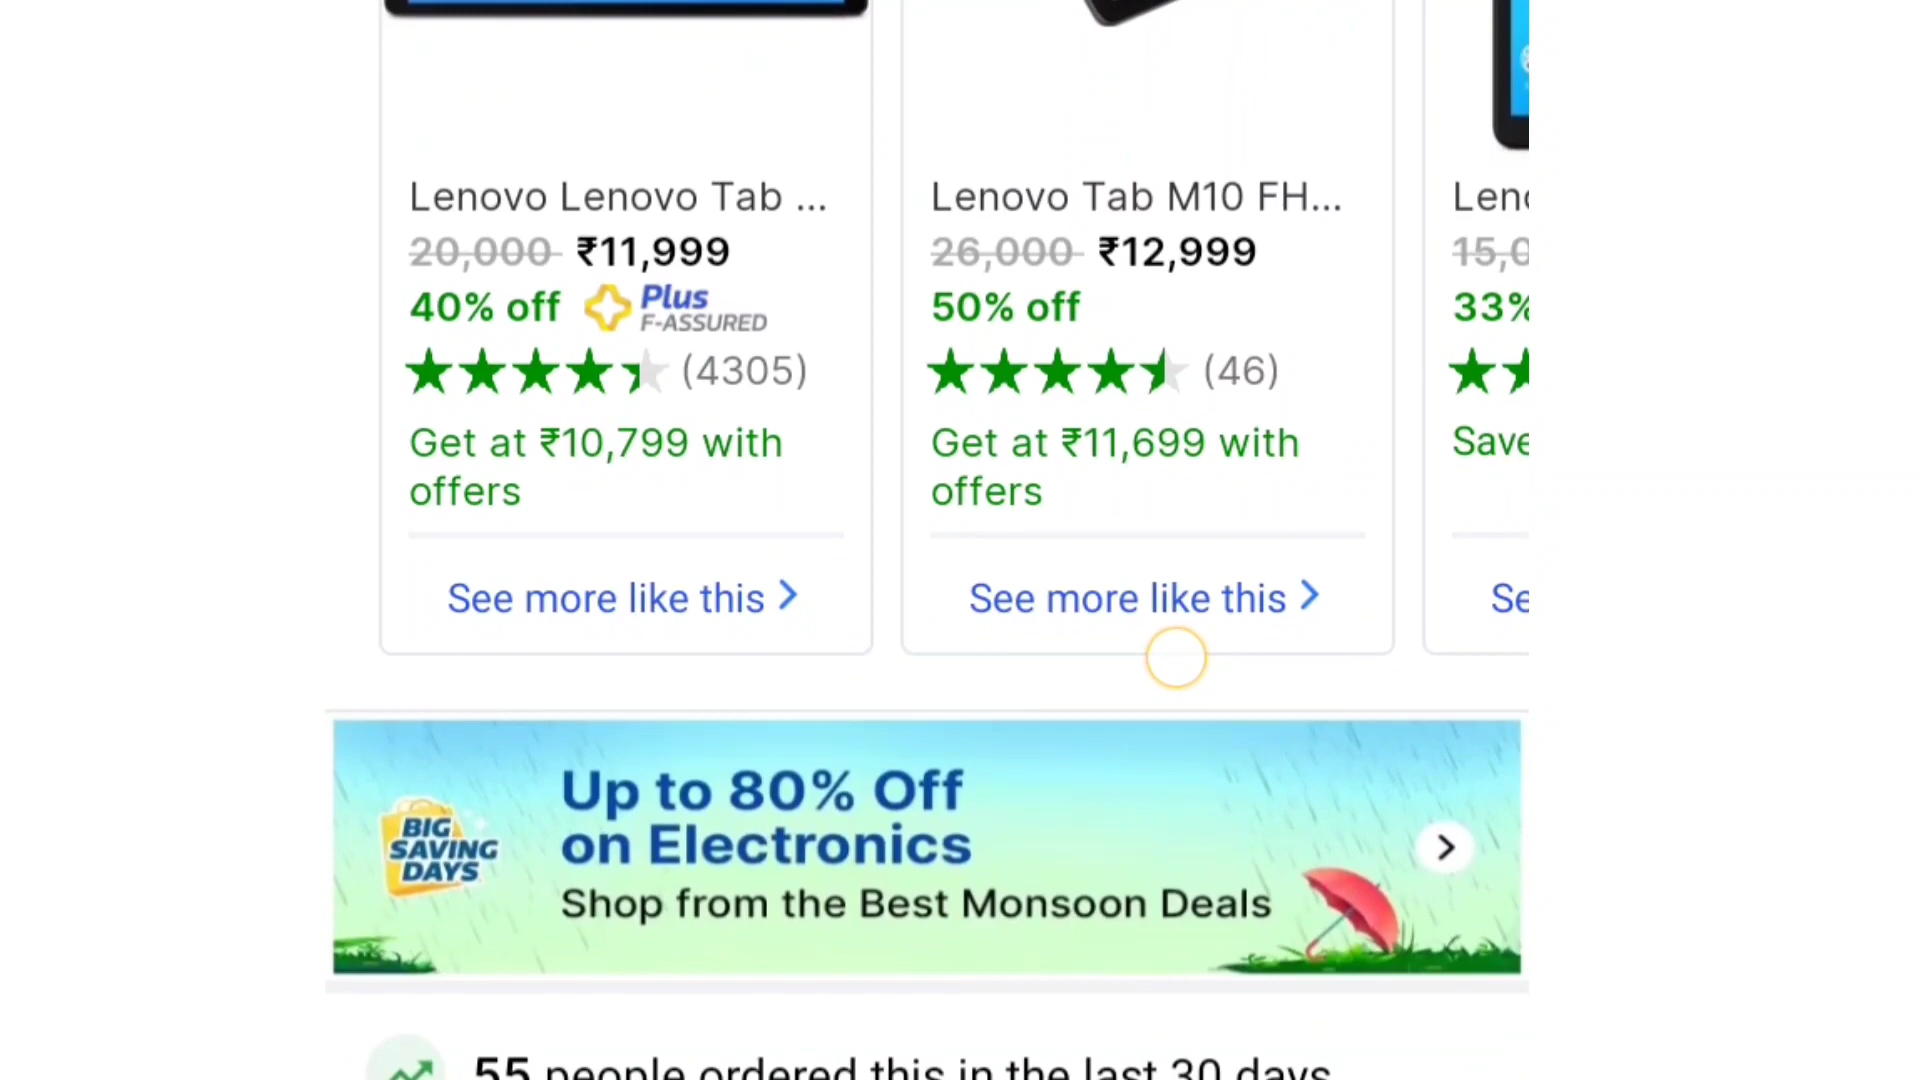 Lenovo Lenovo Tab ...
20,000 ₹11,999
40% off Plus
F-ASSURED
(4305)
Get at ₹10,799 with
offers
See more like this
Lenovo Tab M10 FH...
26,000 ₹12,999
50% off
(46)
Get at ₹11,699 with
offers
See more like this
33%
Save
BIG
SAVING
DAYS
Up to 80% Off
on Electronics
Shop from the Best Monsoon Deals
55 people ordered this in the last 30 days